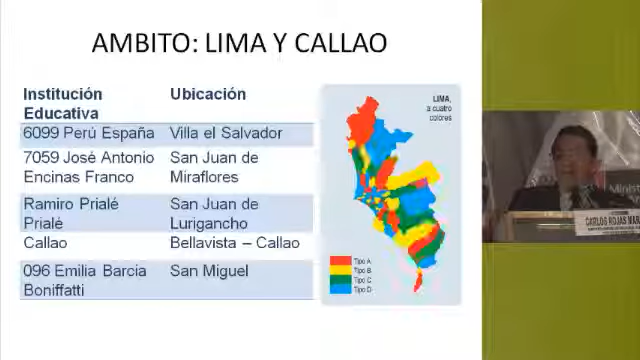 AMBITO: LIMA Y CALLAO
Institución Educativa
Ubicación
6099 Perú España
Villa el Salvador
7059 José Antonio Encinas Franco
San Juan de Miraflores
Ramiro Prialé Prialé
San Juan de Lurigancho
Callao
Bellavista – Callao
096 Emilia Barcia Boniffatti
San Miguel
LIMA,
a cuatro
colores
Tipo A
Tipo B
Tipo C
Tipo D
Minist
CARLOS ROJAS MAR